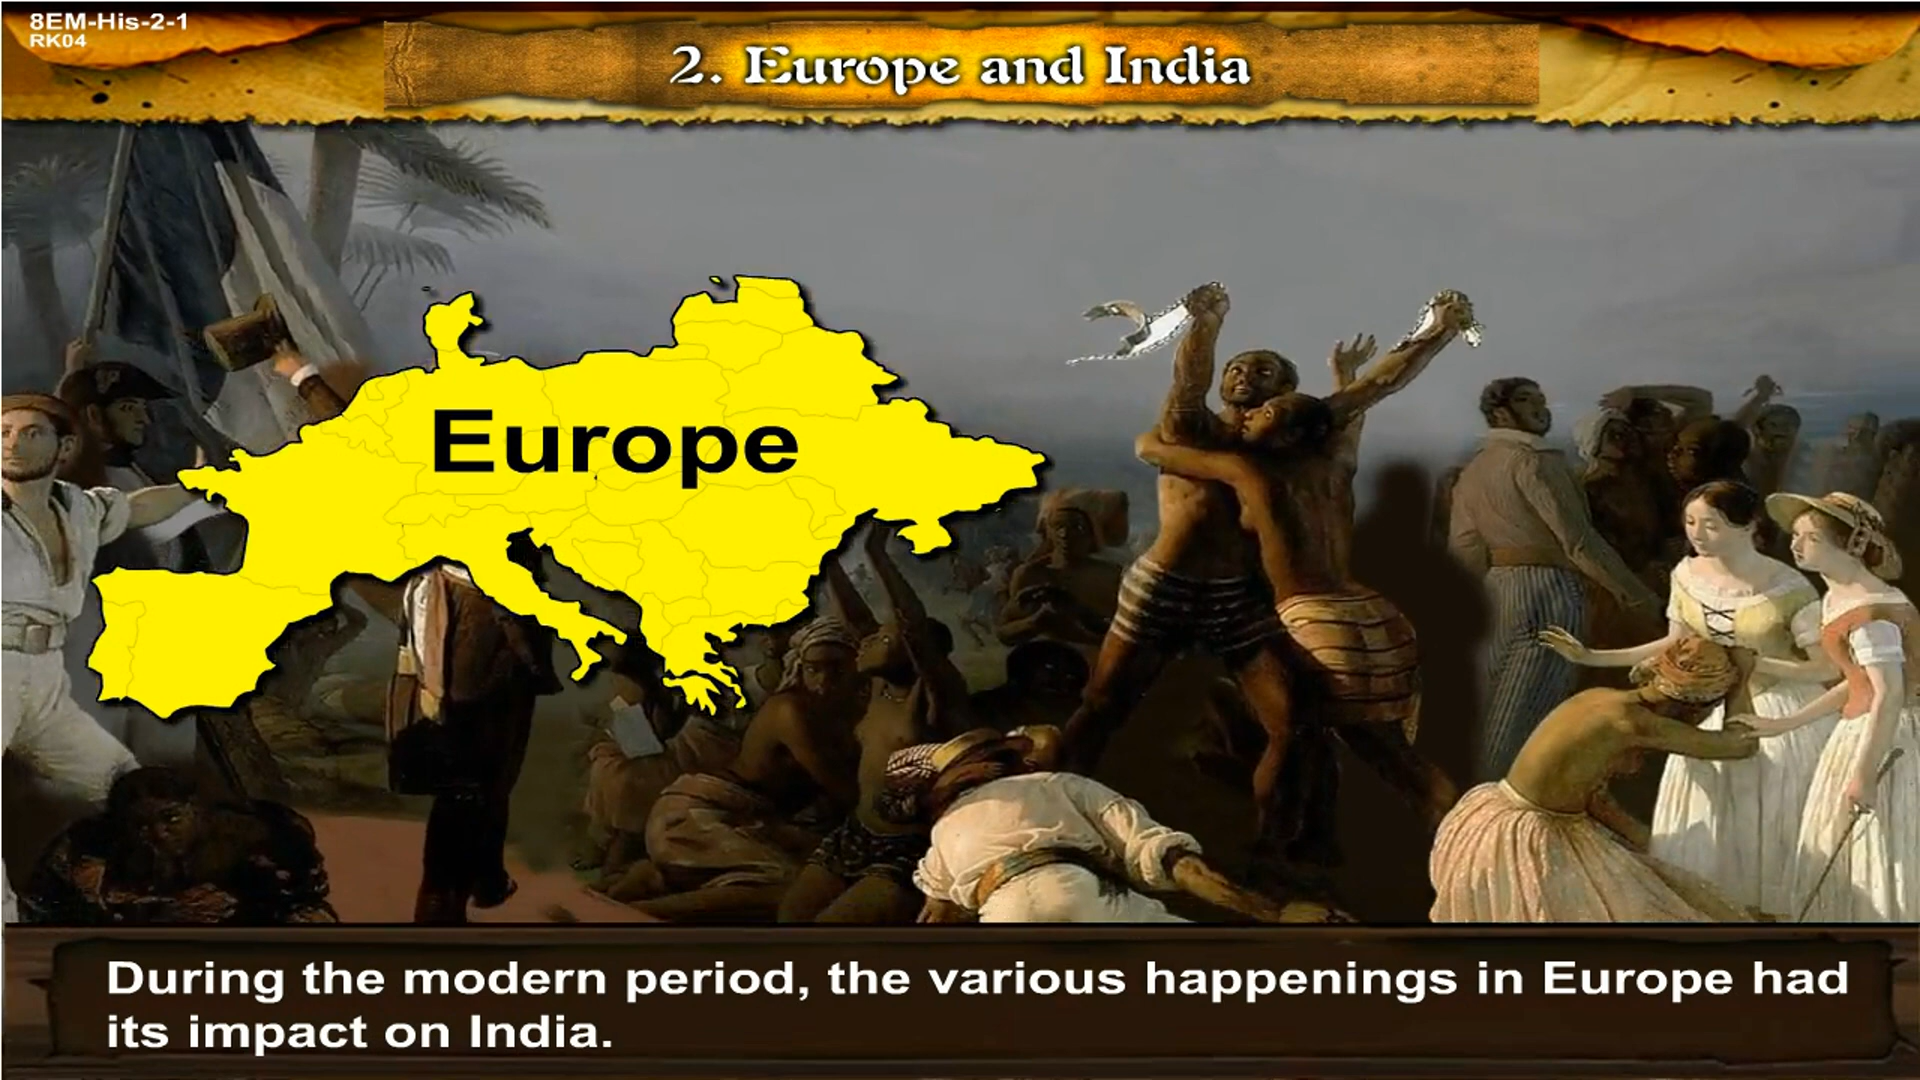 8EM-His-2-1
RK04
2. Europe and India
Europe
During the modern period, the various happenings in Europe had
its impact on India.